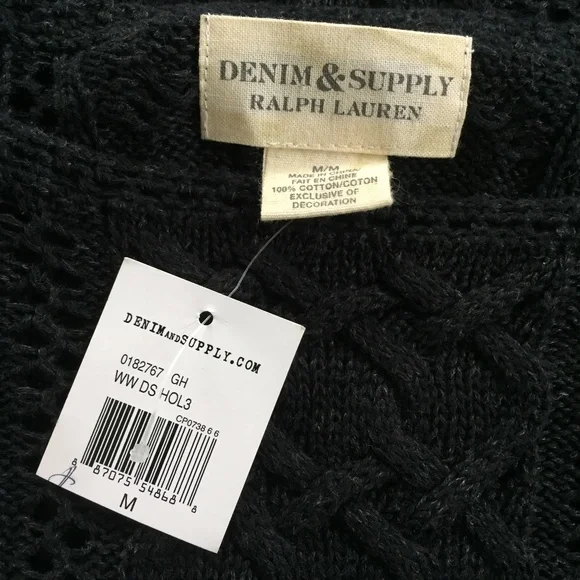 DENIM & SUPPLY
RALPH LAUREN
M/M
MADE IN CHINA/
FAIT EN CHINE
100% COTTON/COTON
EXCLUSIVE OF
DECORATION
DENIMANDSUPPLY.COM
0182767 GH
WW DS HOL3
CP0738 6 6
8 87075 54868 8
M